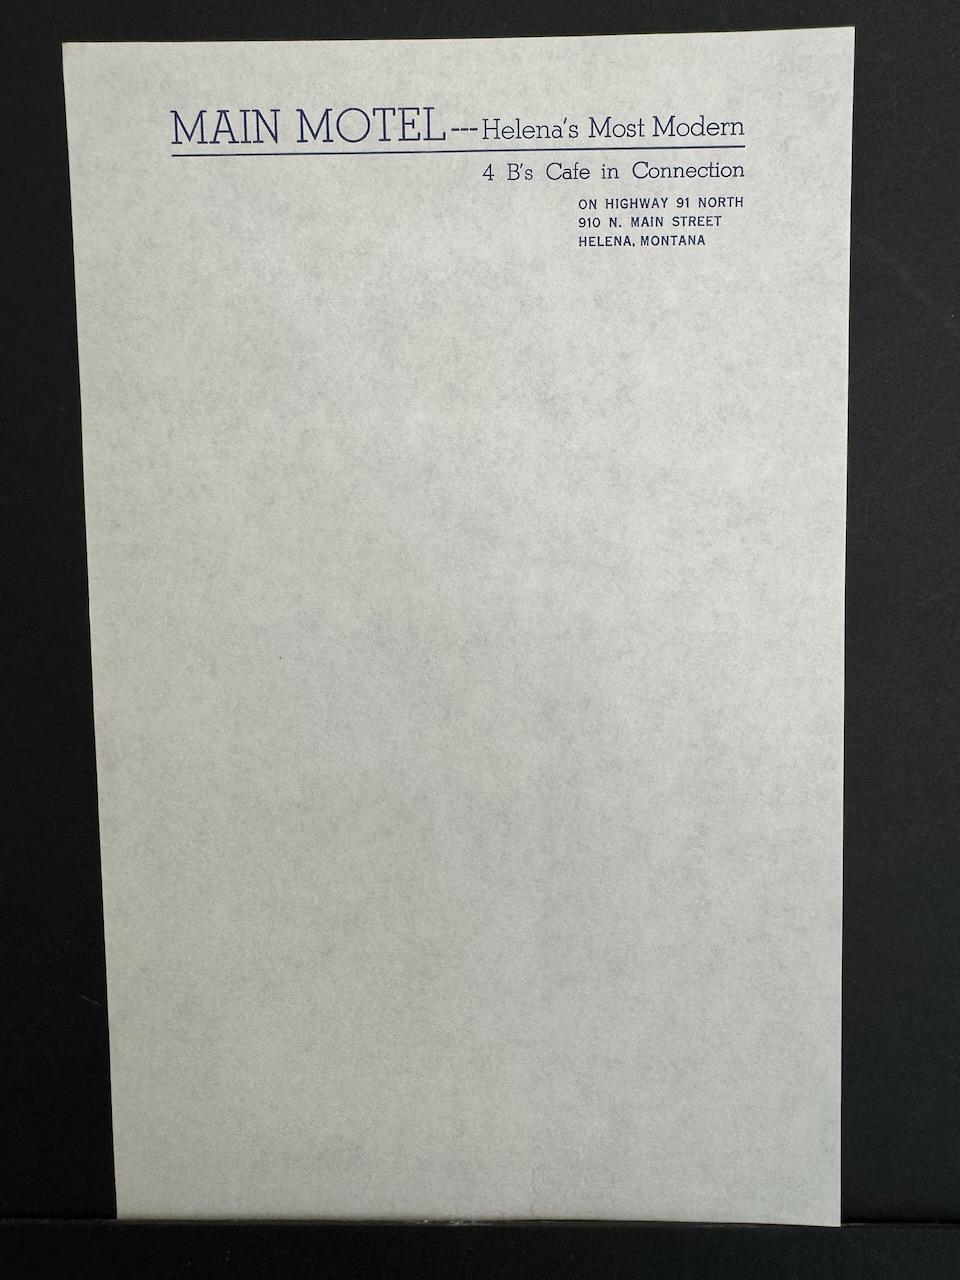 MAIN MOTEL---Helena's Most Modern
4 B's Cafe in Connection
ON HIGHWAY 91 NORTH
910 N. MAIN STREET
HELENA, MONTANA